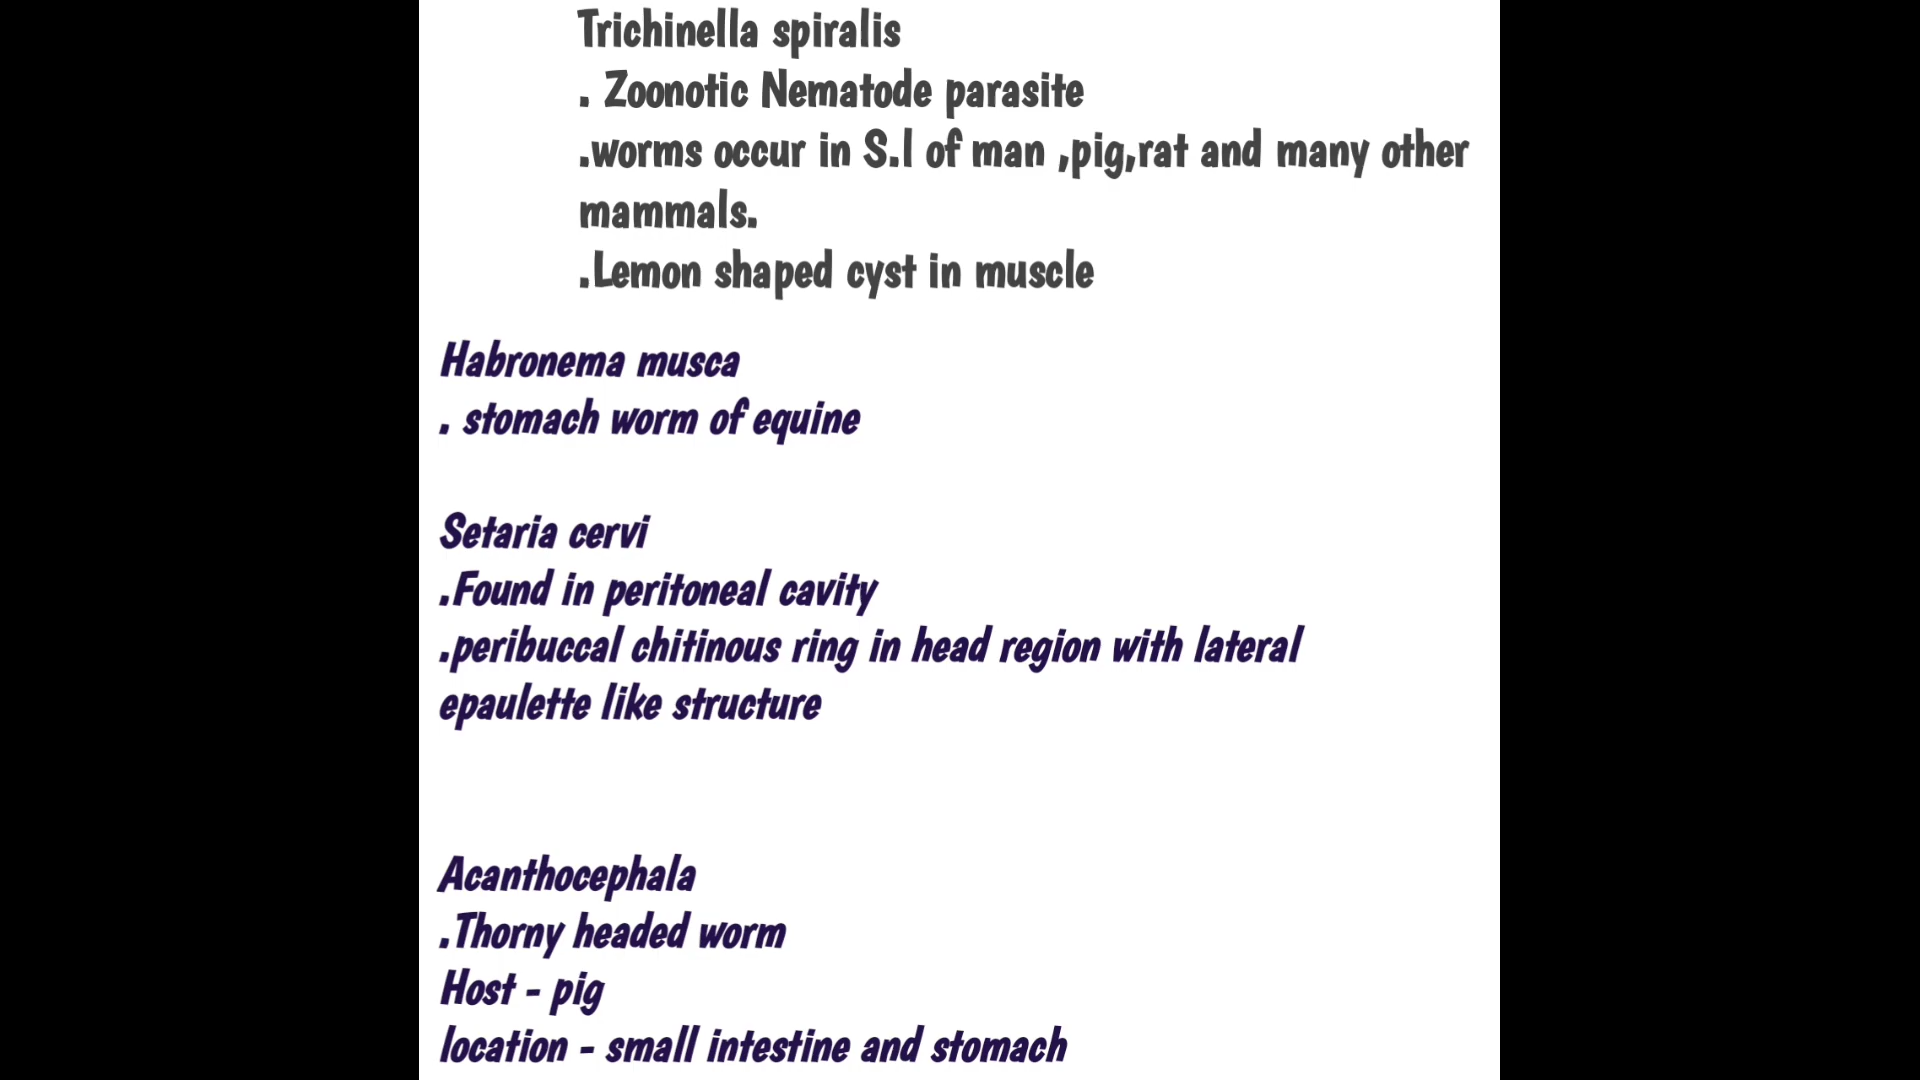 Trichinella spiralis
. Zoonotic Nematode parasite
.worms occur in S.I of man ,pig,rat and many other
mammals.
.Lemon shaped cyst in muscle
Habronema musca
. stomach worm of equine
Setaria cervi
.Found in peritoneal cavity
.peribuccal chitinous ring in head region with lateral
epaulette like structure
Acanthocephala
.Thorny headed worm
Host - pig
location - small intestine and stomach